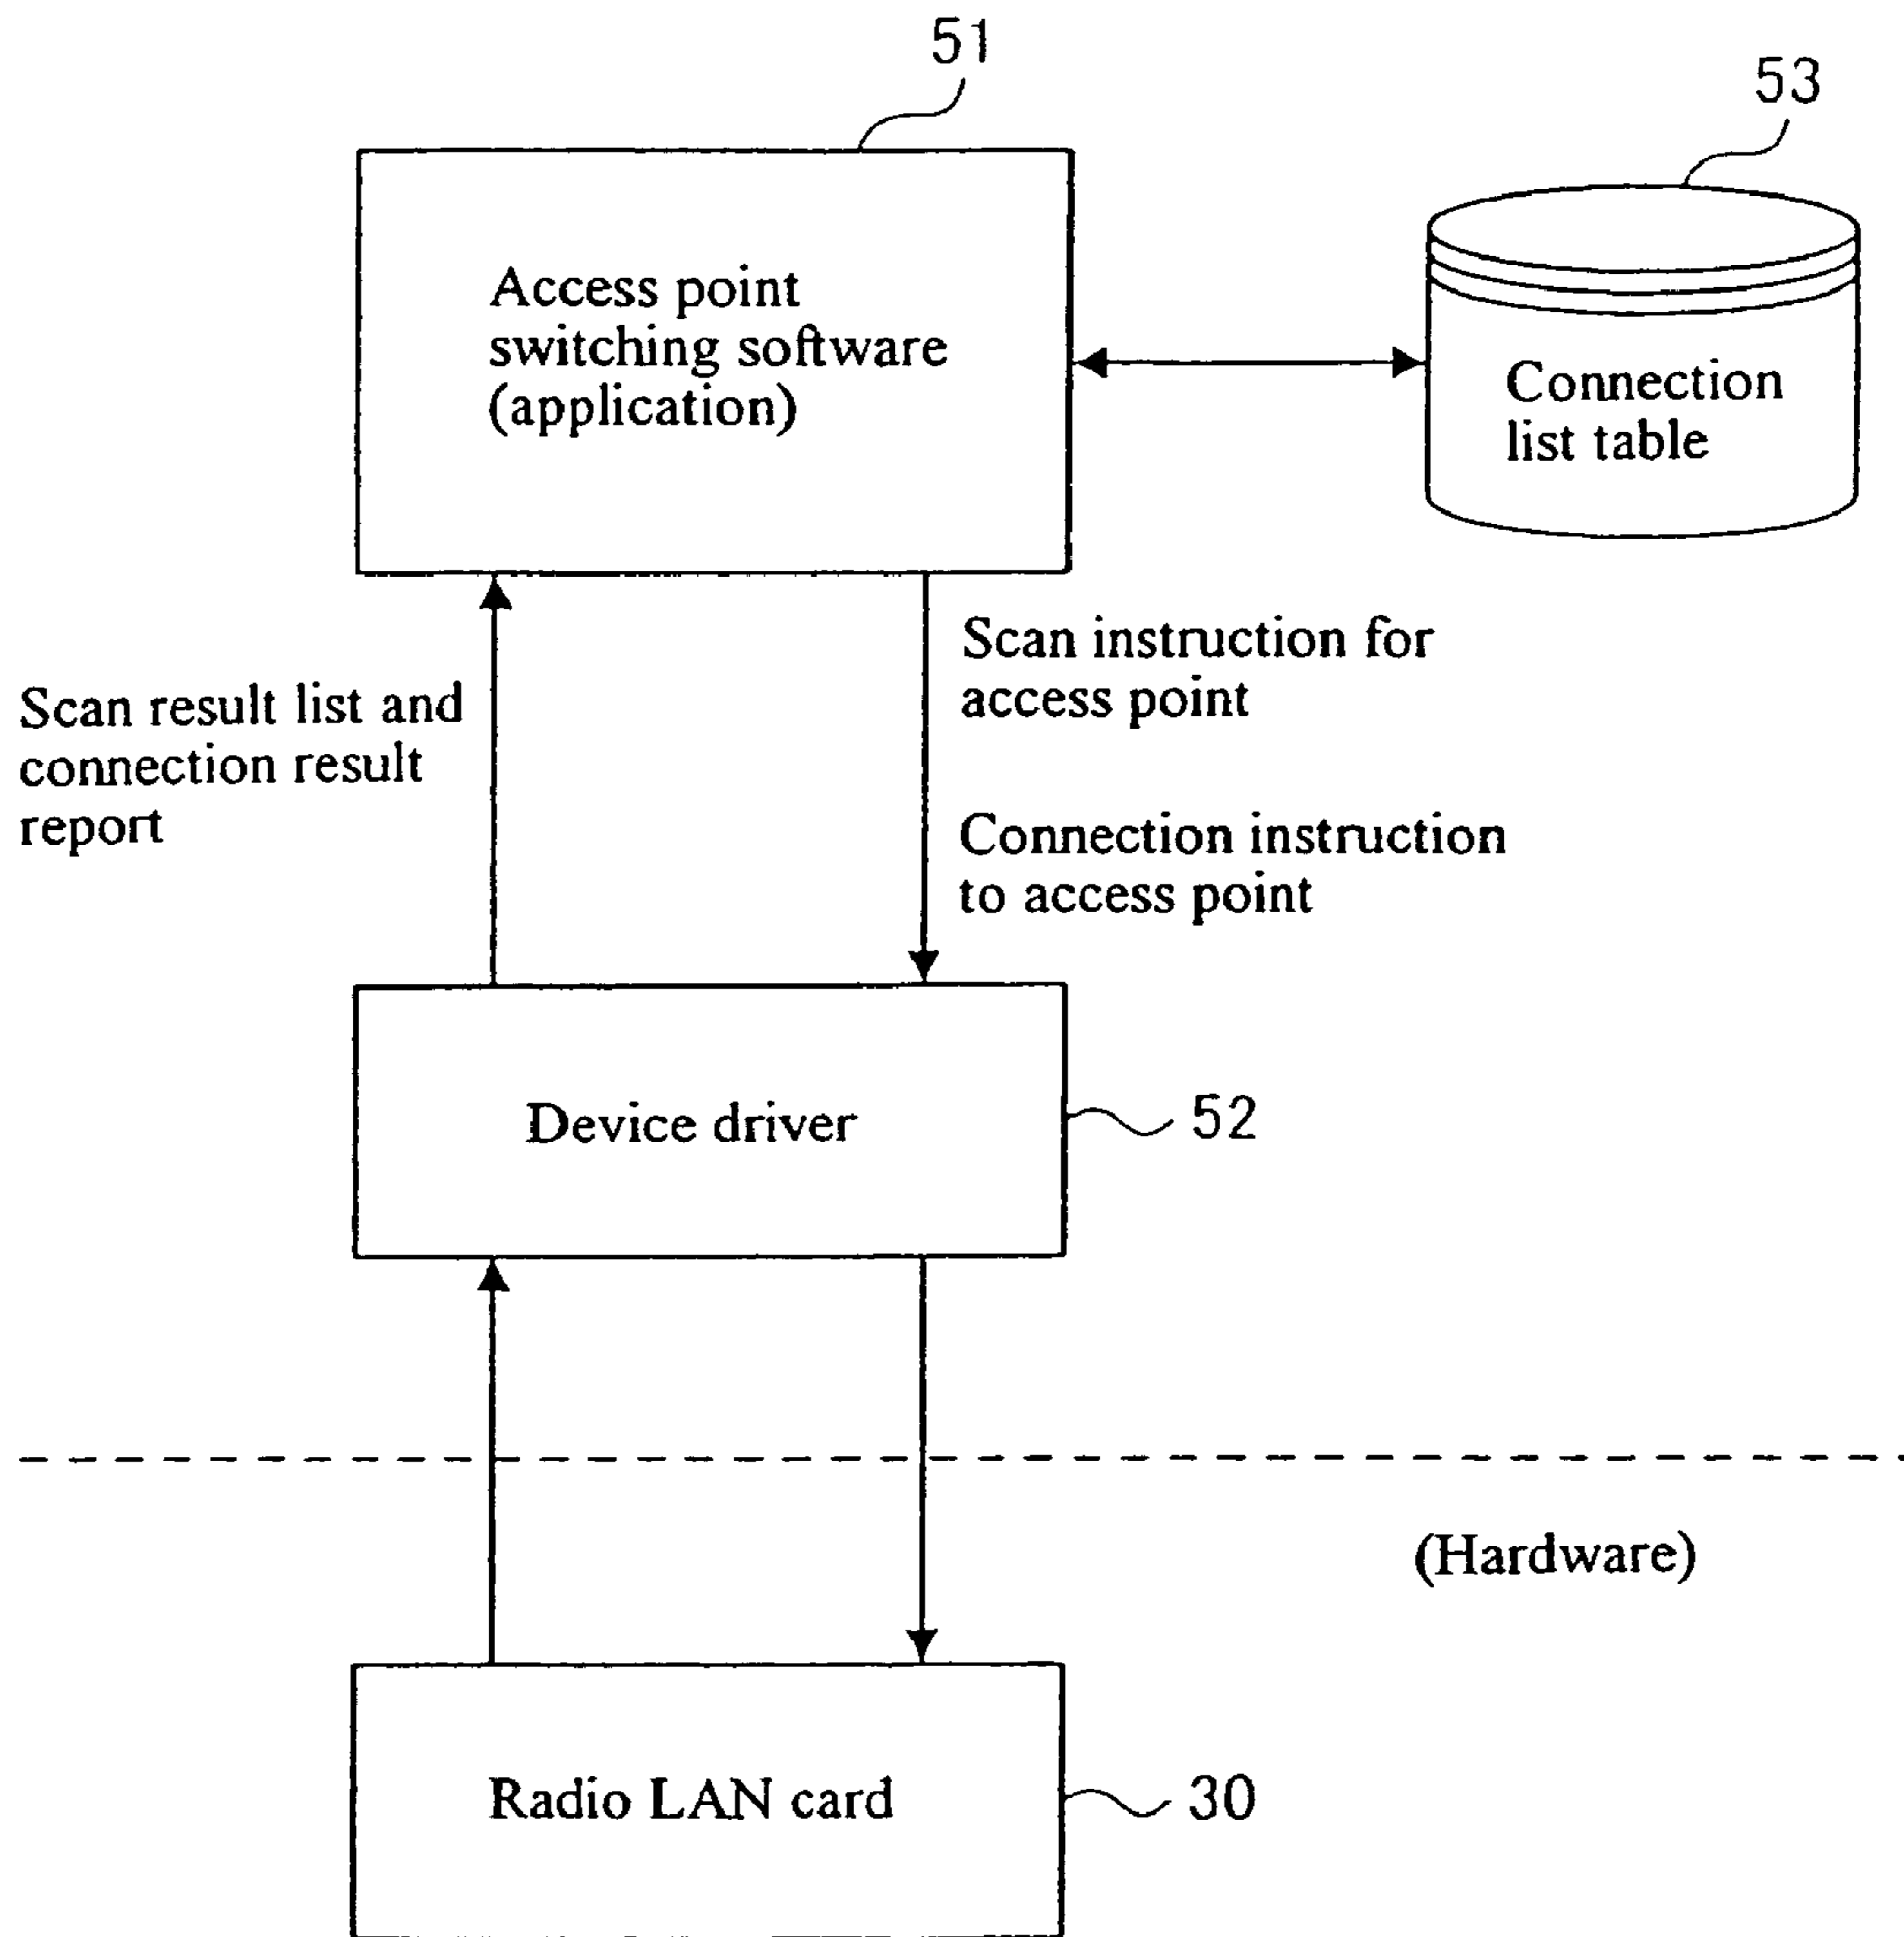 51
53
Access point
switching software
(application)
Connection
list table
Scan instruction for
access point
Scan result list and
connection result
report
Connection instruction
to access point
Device driver
52
(Hardware)
Radio LAN card
30